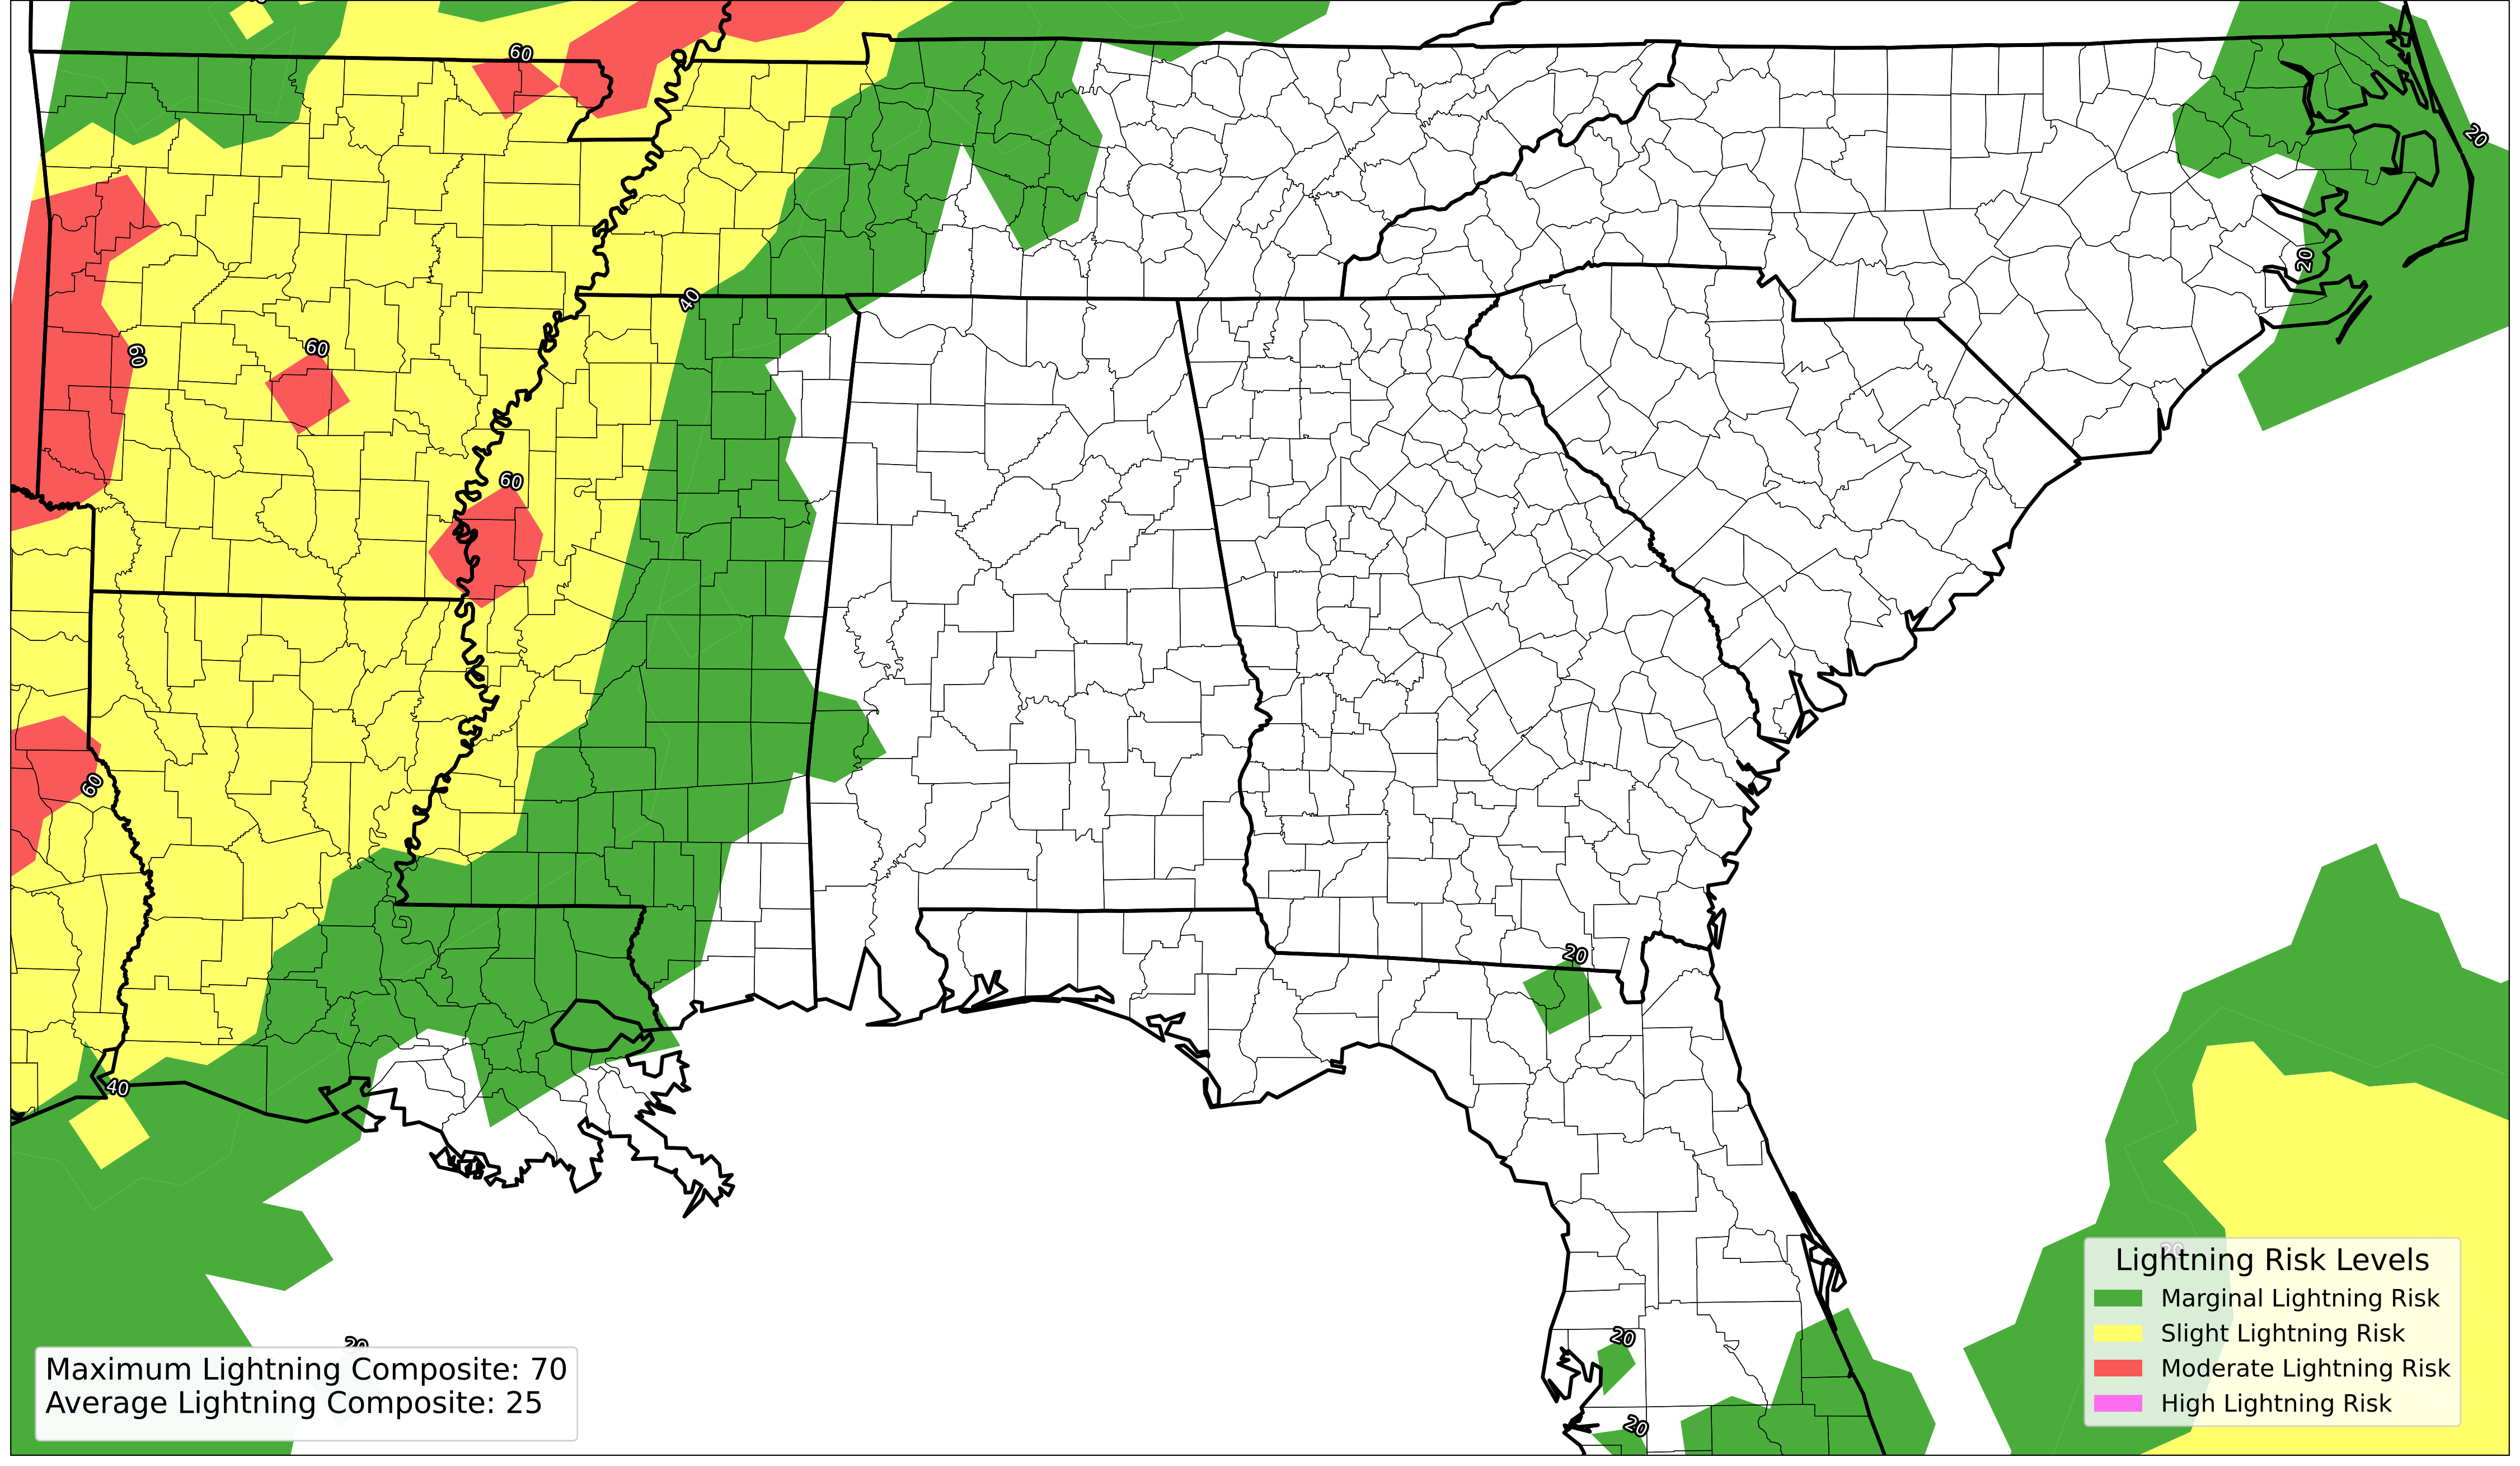 60
20
40
20
60
60
60
60
20
40
20
Lightning Risk Levels
Marginal Lightning Risk
Slight Lightning Risk
Moderate Lightning Risk
High Lightning Risk
20
20
Maximum Lightning Composite: 70
Average Lightning Composite: 25